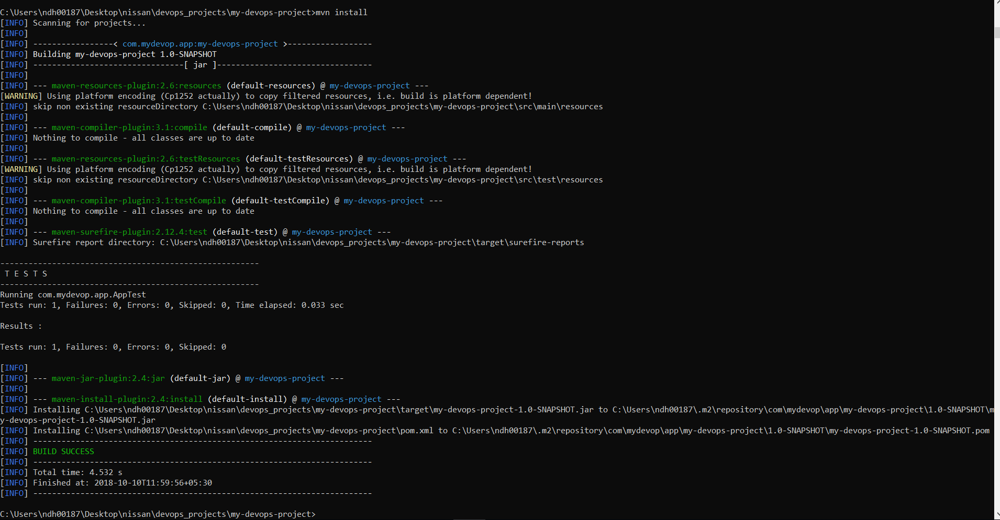 C:\Users\ndh00187\Desktop\nissan\devops_projects\my-devops-project>mvn install
[INFO] Scanning for projects...
[INFO]
[INFO] -----------------< com.mydevop.app:my-devops-project >------------------
[INFO] Building my-devops-project 1.0-SNAPSHOT
[INFO] --------------------------------[ jar ]---------------------------------
[INFO]
[INFO] --- maven-resources-plugin:2.6:resources (default-resources) @ my-devops-project ---
[WARNING] Using platform encoding (Cp1252 actually) to copy filtered resources, i.e. build is platform dependent!
[INFO] skip non existing resourceDirectory C:\Users\ndh00187\Desktop\nissan\devops_projects\my-devops-project\src\main\resources
[INFO]
[INFO] --- maven-compiler-plugin:3.1:compile (default-compile) @ my-devops-project ---
[INFO] Nothing to compile - all classes are up to date
[INFO]
[INFO] --- maven-resources-plugin:2.6:testResources (default-testResources) @ my-devops-project ---
[WARNING] Using platform encoding (Cp1252 actually) to copy filtered resources, i.e. build is platform dependent!
[INFO] skip non existing resourceDirectory C:\Users\ndh00187\Desktop\nissan\devops_projects\my-devops-project\src\test\resources
[INFO]
[INFO] --- maven-compiler-plugin:3.1:testCompile (default-testCompile) @ my-devops-project ---
[INFO] Nothing to compile - all classes are up to date
[INFO]
[INFO] --- maven-surefire-plugin:2.12.4:test (default-test) @ my-devops-project ---
[INFO] Surefire report directory: C:\Users\ndh00187\Desktop\nissan\devops_projects\my-devops-project\target\surefire-reports
-------------------------------------------------------
 T E S T S
-------------------------------------------------------
Running com.mydevop.app.AppTest
Tests run: 1, Failures: 0, Errors: 0, Skipped: 0, Time elapsed: 0.033 sec
Results :
Tests run: 1, Failures: 0, Errors: 0, Skipped: 0
[INFO]
[INFO] --- maven-jar-plugin:2.4:jar (default-jar) @ my-devops-project ---
[INFO]
[INFO] --- maven-install-plugin:2.4:install (default-install) @ my-devops-project ---
[INFO] Installing C:\Users\ndh00187\Desktop\nissan\devops_projects\my-devops-project\target\my-devops-project-1.0-SNAPSHOT.jar to C:\Users\ndh00187\.m2\repository\com\mydevop\app\my-devops-project\1.0-SNAPSHOT\m
y-devops-project-1.0-SNAPSHOT.jar
[INFO] Installing C:\Users\ndh00187\Desktop\nissan\devops_projects\my-devops-project\pom.xml to C:\Users\ndh00187\.m2\repository\com\mydevop\app\my-devops-project\1.0-SNAPSHOT\my-devops-project-1.0-SNAPSHOT.pom
[INFO] ------------------------------------------------------------------------
[INFO] BUILD SUCCESS
[INFO] ------------------------------------------------------------------------
[INFO] Total time: 4.532 s
[INFO] Finished at: 2018-10-10T11:59:56+05:30
[INFO] ------------------------------------------------------------------------
C:\Users\ndh00187\Desktop\nissan\devops_projects\my-devops-project>